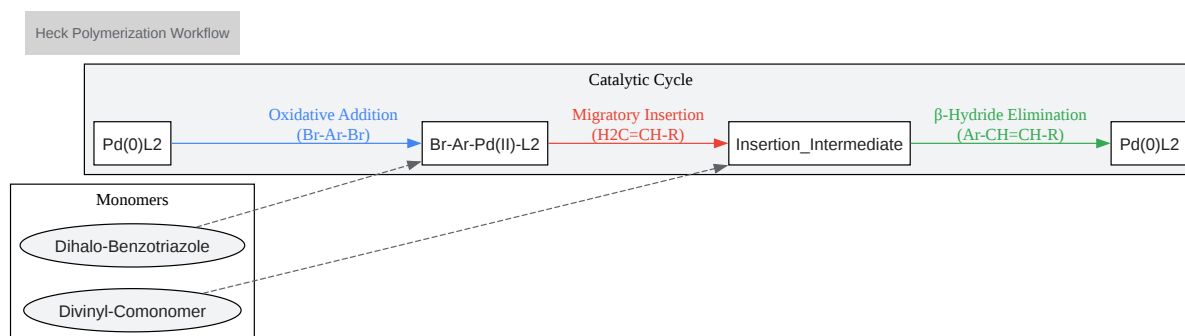 Heck Polymerization Workflow
Catalytic Cycle
Oxidative Addition
(Br-Ar-Br)
Migratory Insertion
(H2C=CH-R)
β-Hydride Elimination
(Ar-CH=CH-R)
Pd(0)L2
Br-Ar-Pd(II)-L2
Insertion_Intermediate
Pd(0)L2
Monomers
Dihalo-Benzotriazole
Divinyl-Comonomer